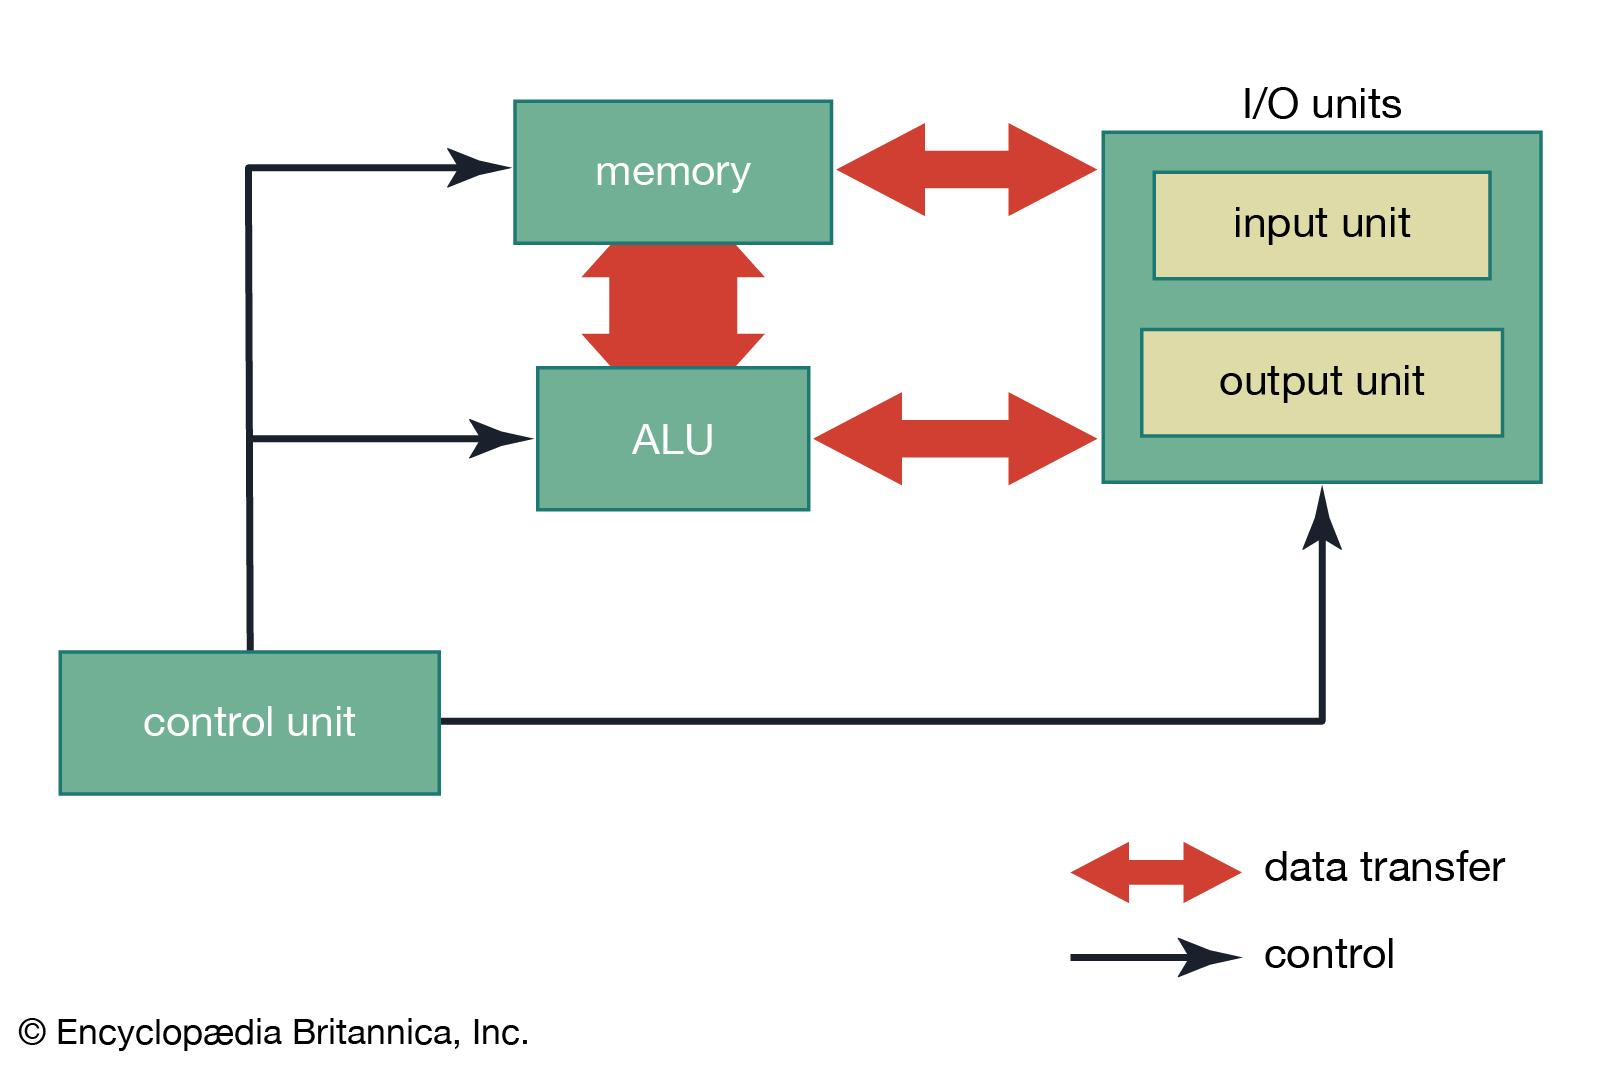 I/O units
memory
input unit
output unit
ALU
control unit
data transfer
control
© Encyclopædia Britannica, Inc.